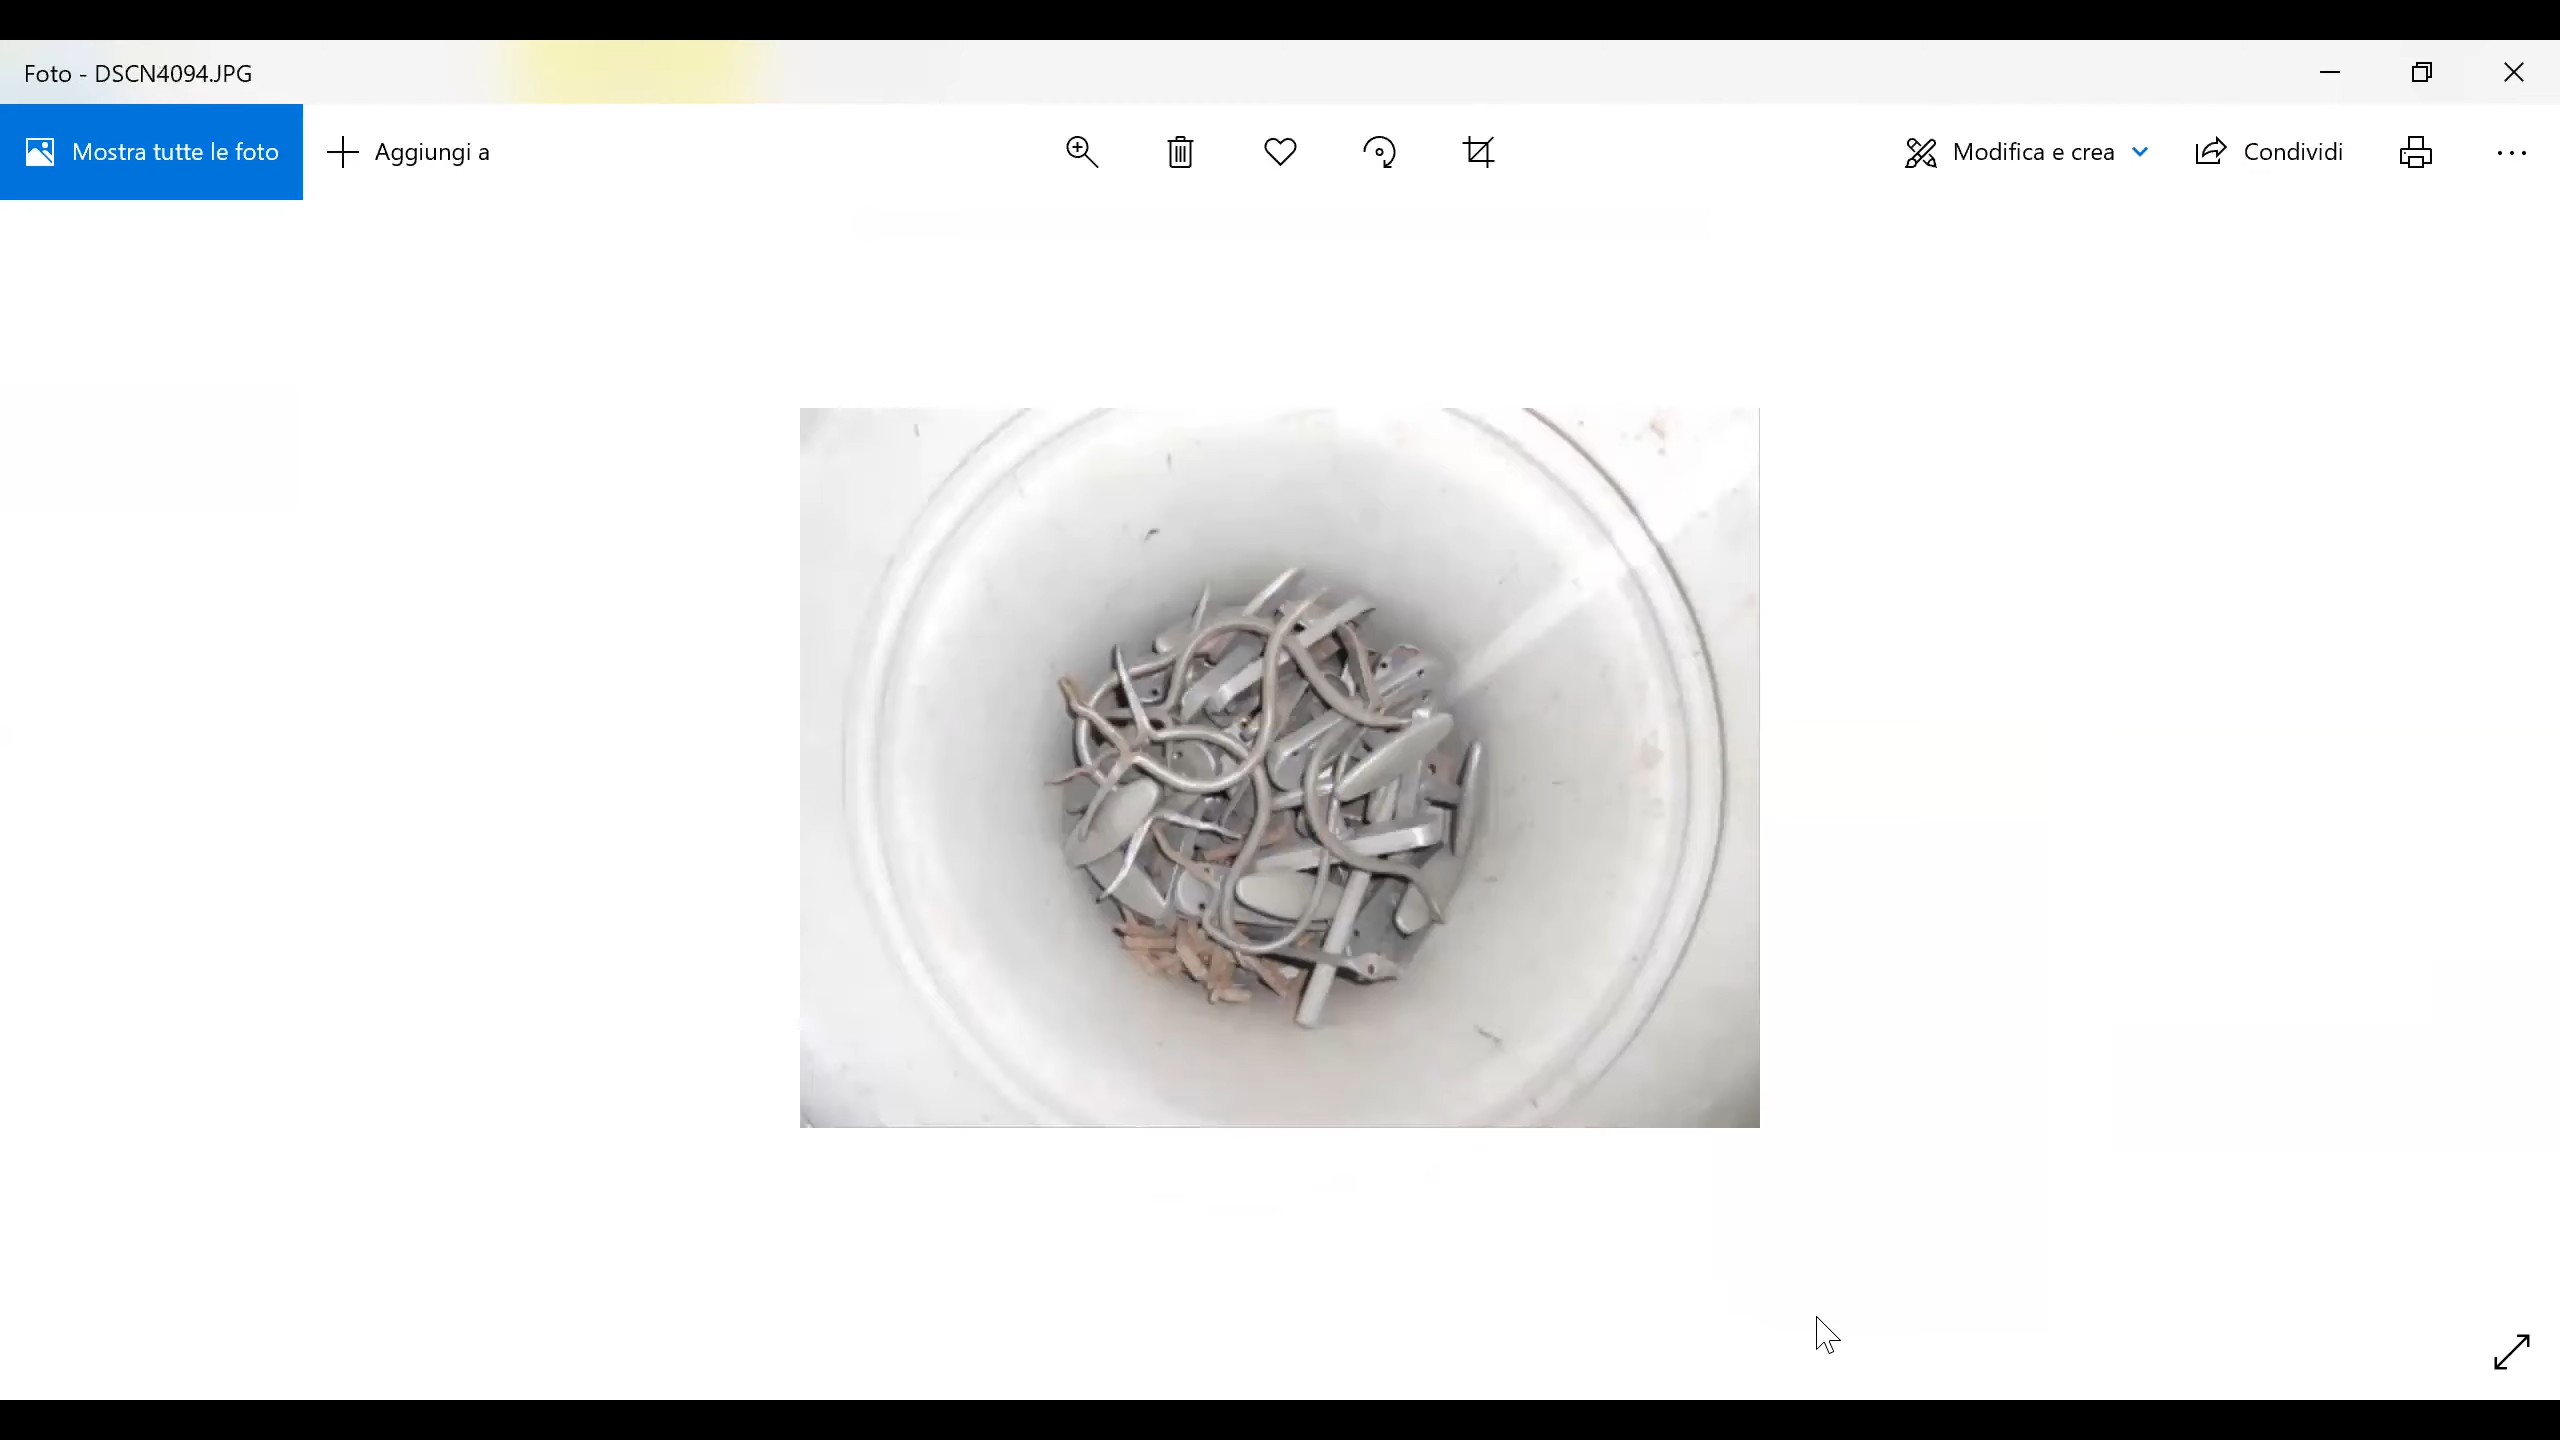 Foto - DSCN4094.JPG
Mostra tutte le foto
Aggiungi a
Modifica e crea
Condividi